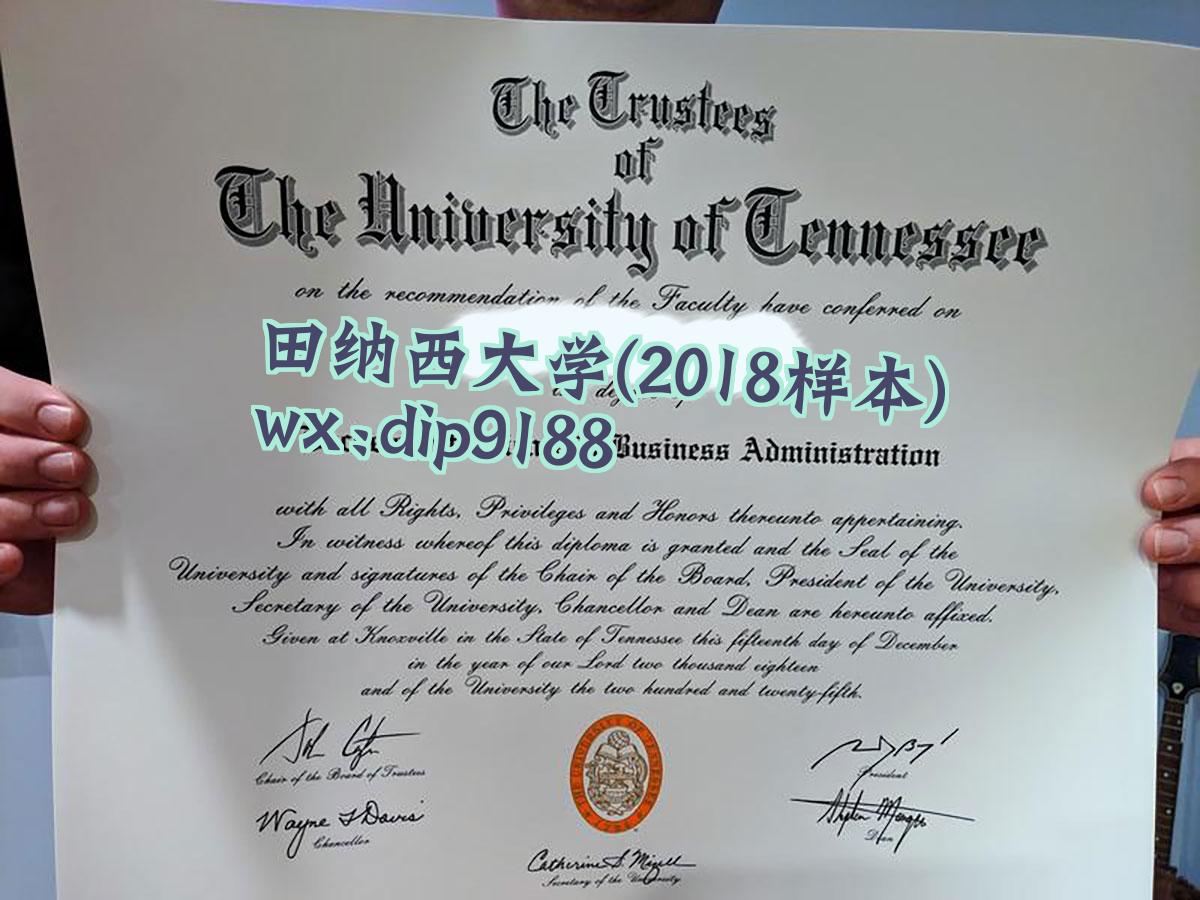 The Trustees
of
The University of Tennessee
on the recommendation of the Faculty have conferred on
田纳西大学(2018样本)
wx:dip9188
Business Administration
with all Rights, Privileges and Honors thereunto appertaining.
In witness whereof this diploma is granted and the Seal of the
University and signatures of the Chair of the Board, President of the University,
Secretary of the University, Chancellor and Dean are hereunto affixed.
Given at Knoxville in the State of Tennessee this fifteenth day of December
in the year of our Lord two thousand eighteen
and of the University the two hundred and twenty-fifth.
Chair of the Board of Trustees
President
Wayne T Davis
Chancellor
Dean
THE UNIVERSITY OF TENNESSEE
1794
Catherine S. Mizell
Secretary of the University